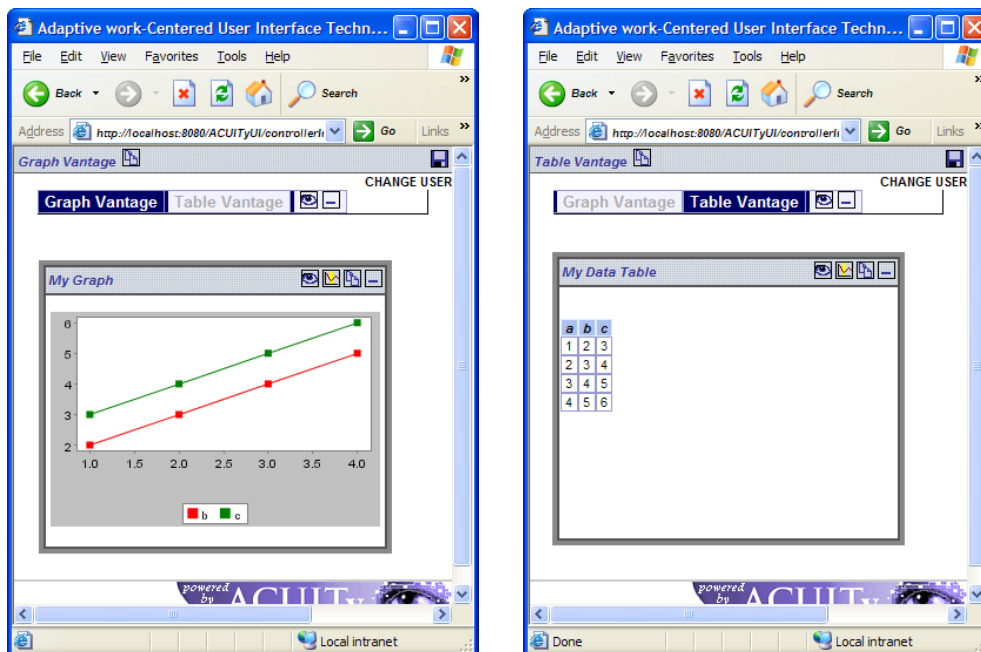 Adaptive work-Centered User Interface Techn...
File Edit View Favorites Tools Help
Back Search
Address http://localhost:8080/ACUITyUI/controllerI Go Links
Graph Vantage
CHANGE USER
Graph Vantage Table Vantage
My Graph
6
5
4
3
2
1.0 1.5 2.0 2.5 3.0 3.5 4.0
b c
powered
by ACUITy
Local intranet
Adaptive work-Centered User Interface Techn...
File Edit View Favorites Tools Help
Back Search
Address http://localhost:8080/ACUITyUI/controllerI Go Links
Table Vantage
CHANGE USER
Graph Vantage Table Vantage
My Data Table
a b c
1 2 3
2 3 4
3 4 5
4 5 6
powered
by ACUITy
Done Local intranet